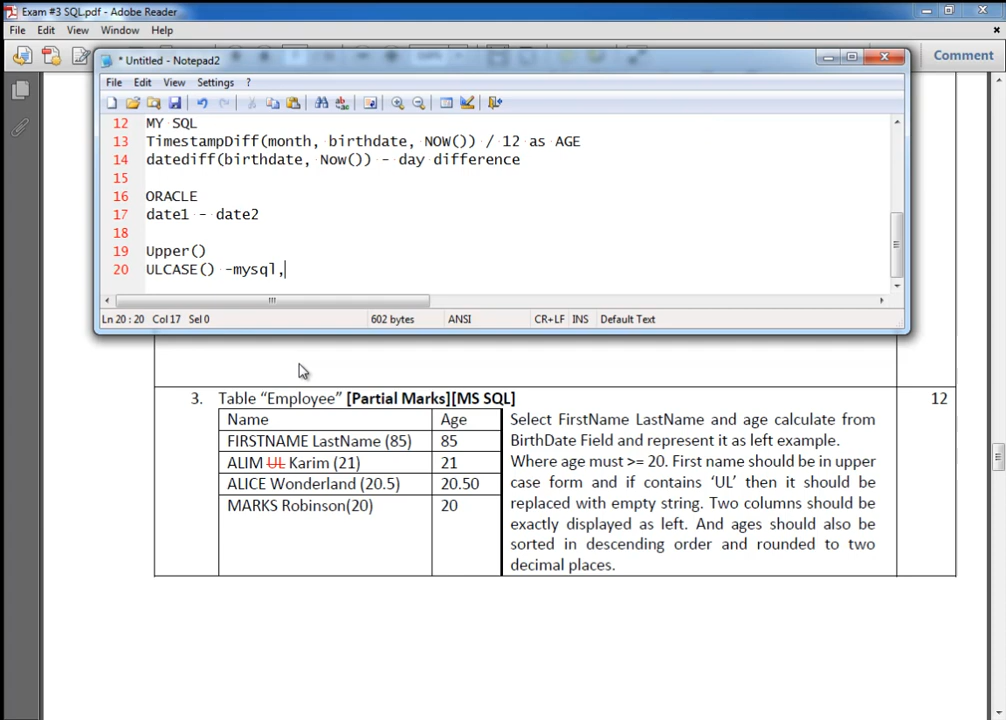 Exam #3 SQL.pdf - Adobe Reader
File Edit View Window Help
Comment
* Untitled - Notepad2
File Edit View Settings ?
12 MY SQL
13 TimestampDiff(month, birthdate, NOW()) / 12 as AGE
14 datediff(birthdate, Now()) - day difference
15
16 ORACLE
17 date1 - date2
18
19 Upper()
20 ULCASE() -mysql,
Ln 20 : 20 Col 17 Sel 0 602 bytes ANSI CR+LF INS Default Text
3. Table “Employee” [Partial Marks][MS SQL] 12
Name Age
FIRSTNAME LastName (85) 85
ALIM UL Karim (21) 21
ALICE Wonderland (20.5) 20.50
MARKS Robinson(20) 20
Select FirstName LastName and age calculate from
BirthDate Field and represent it as left example.
Where age must >= 20. First name should be in upper
case form and if contains ‘UL’ then it should be
replaced with empty string. Two columns should be
exactly displayed as left. And ages should also be
sorted in descending order and rounded to two
decimal places.